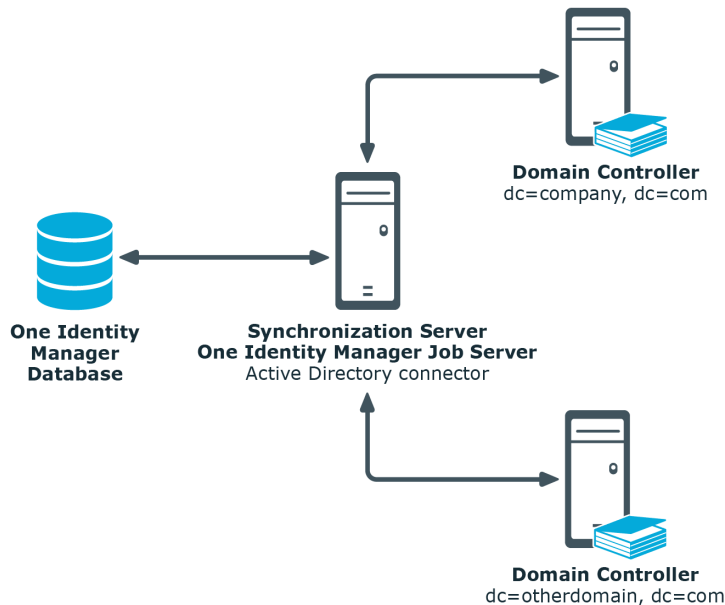 Domain Controller
dc=company, dc=com
One Identity
Manager
Database
Synchronization Server
One Identity Manager Job Server
Active Directory connector
Domain Controller
dc=otherdomain, dc=com